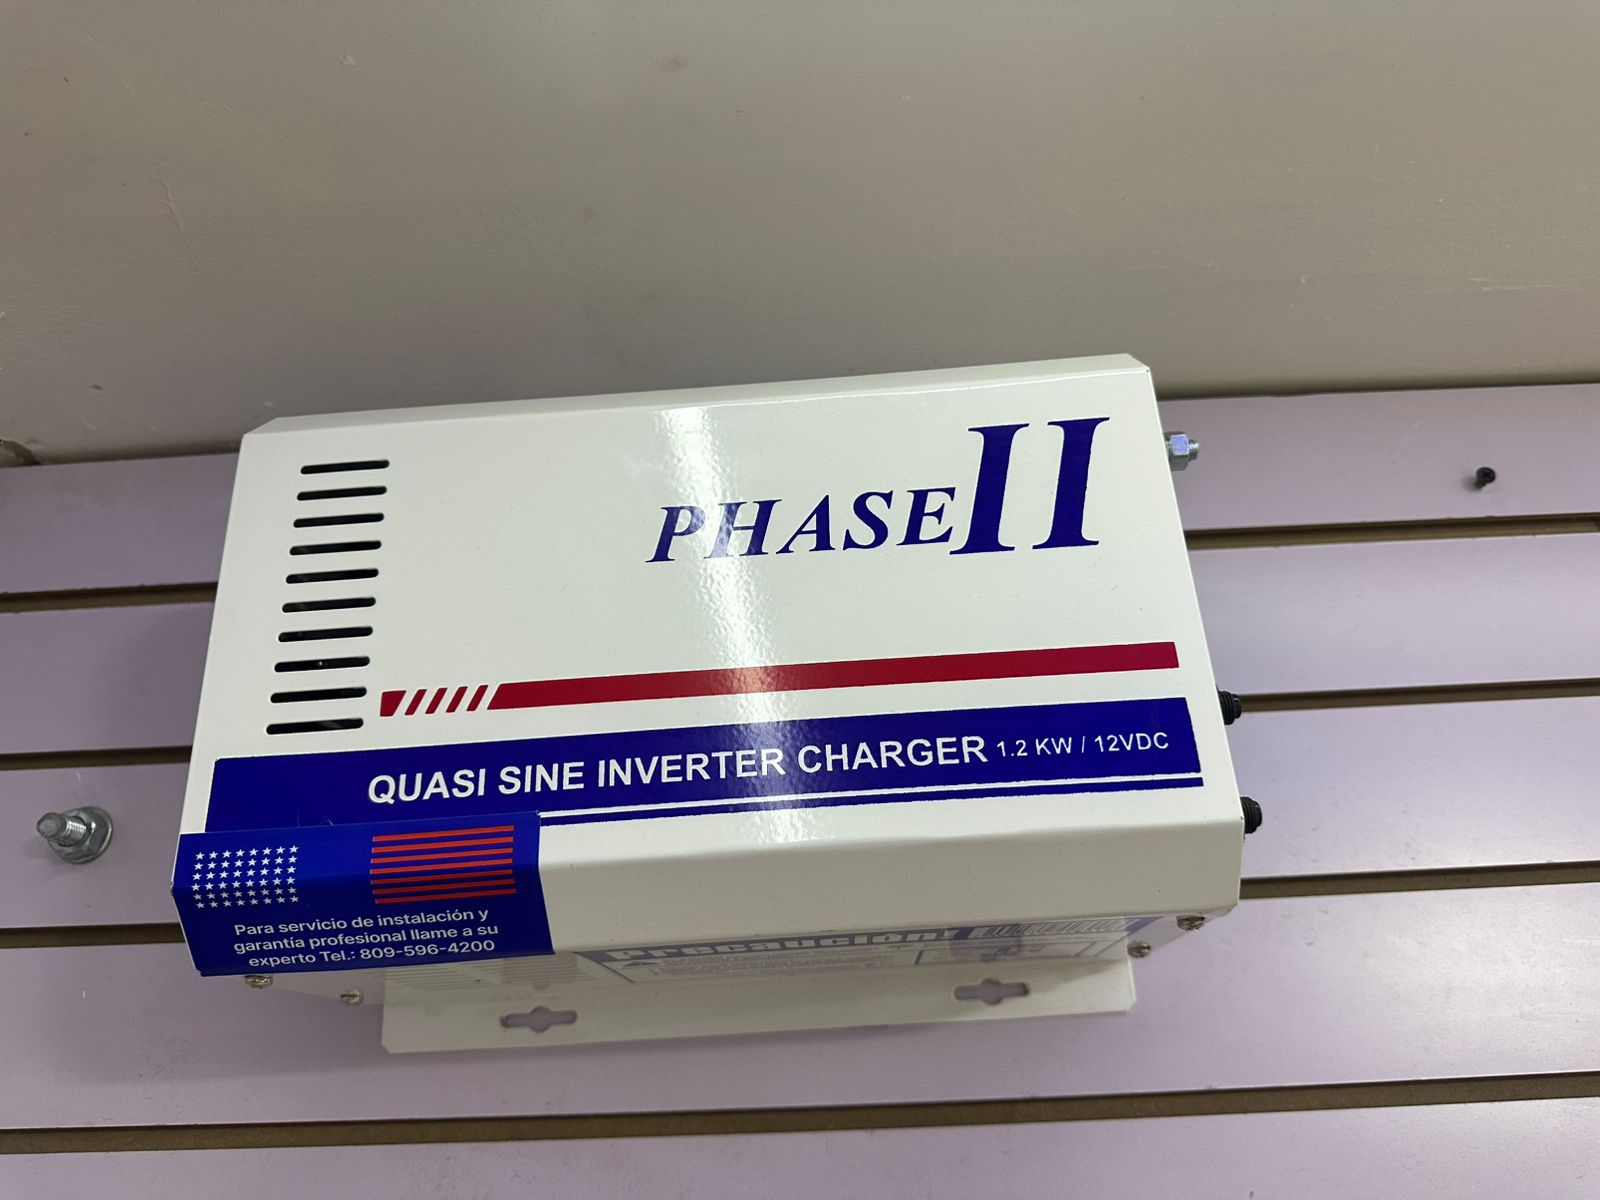 PHASE II
QUASI SINE INVERTER CHARGER 1.2 KW / 12VDC
Para servicio de instalación y
garantía profesional llame a su
experto Tel.: 809-596-4200
Precaución!